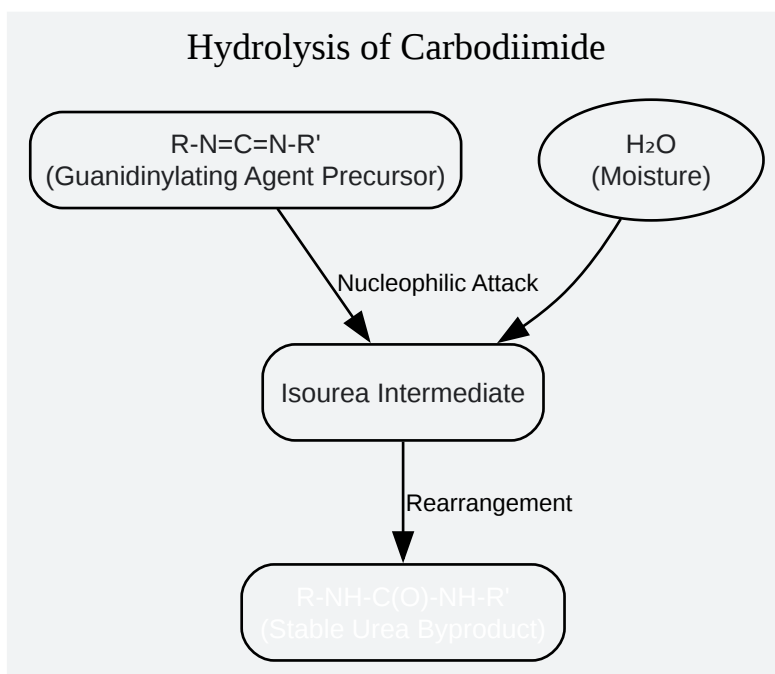 Hydrolysis of Carbodiimide
R-N=C=N-R'
(Guanidinylating Agent Precursor)
H₂O
(Moisture)
Nucleophilic Attack
Isourea Intermediate
Rearrangement
R-NH-C(O)-NH-R'
(Stable Urea Byproduct)